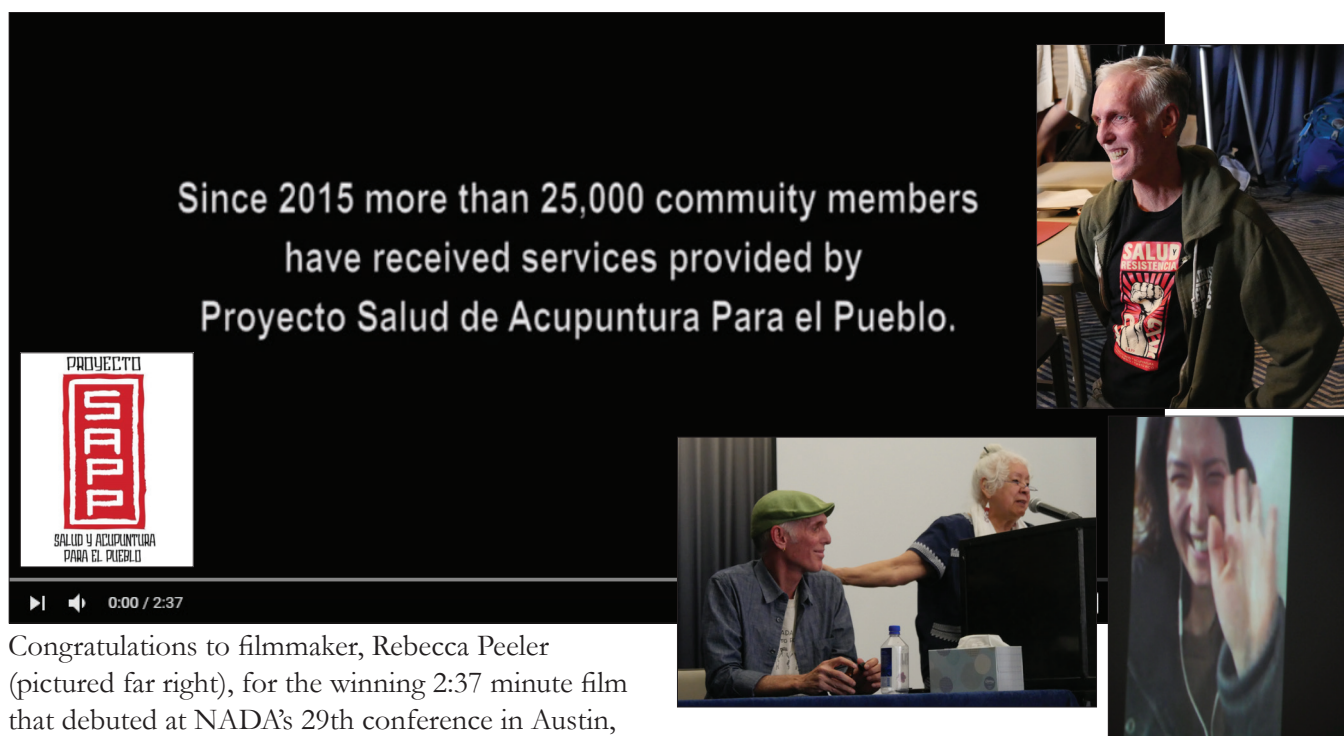 Since 2015 more than 25,000 commuity members
have received services provided by
Proyecto Salud de Acupuntura Para el Pueblo.
PROYECTO
SAPP
SALUD Y ACUPUNTURA
PARA EL PUEBLO
0:00 / 2:37
SALUD Y
RESISTENCIA
Congratulations to filmmaker, Rebecca Peeler
(pictured far right), for the winning 2:37 minute film
that debuted at NADA’s 29th conference in Austin,